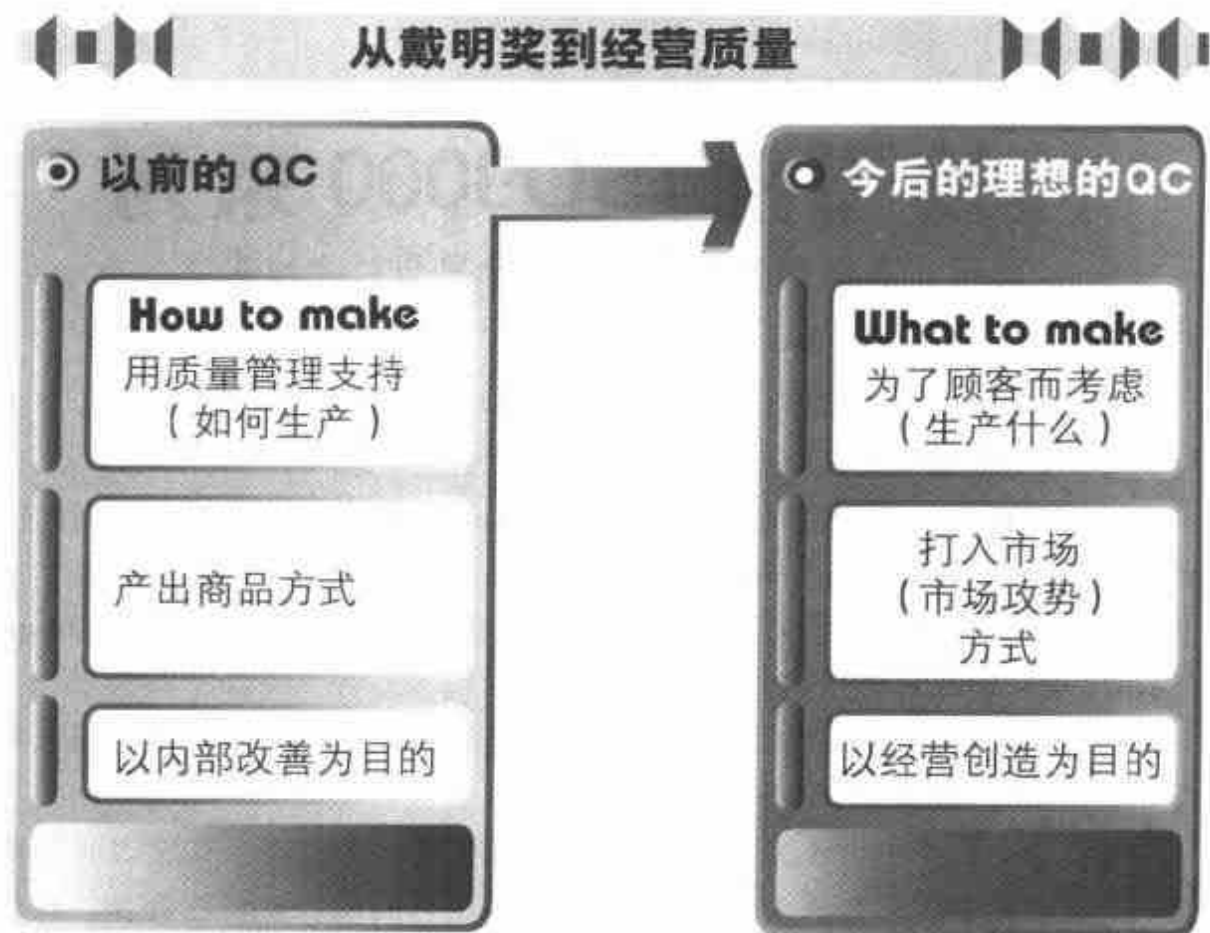 从戴明奖到经营质量
以前的 QC
How to make
用质量管理支持
（如何生产）
产出商品方式
以内部改善为目的
今后的理想的QC
What to make
为了顾客而考虑
（生产什么）
打入市场
（市场攻势）
方式
以经营创造为目的